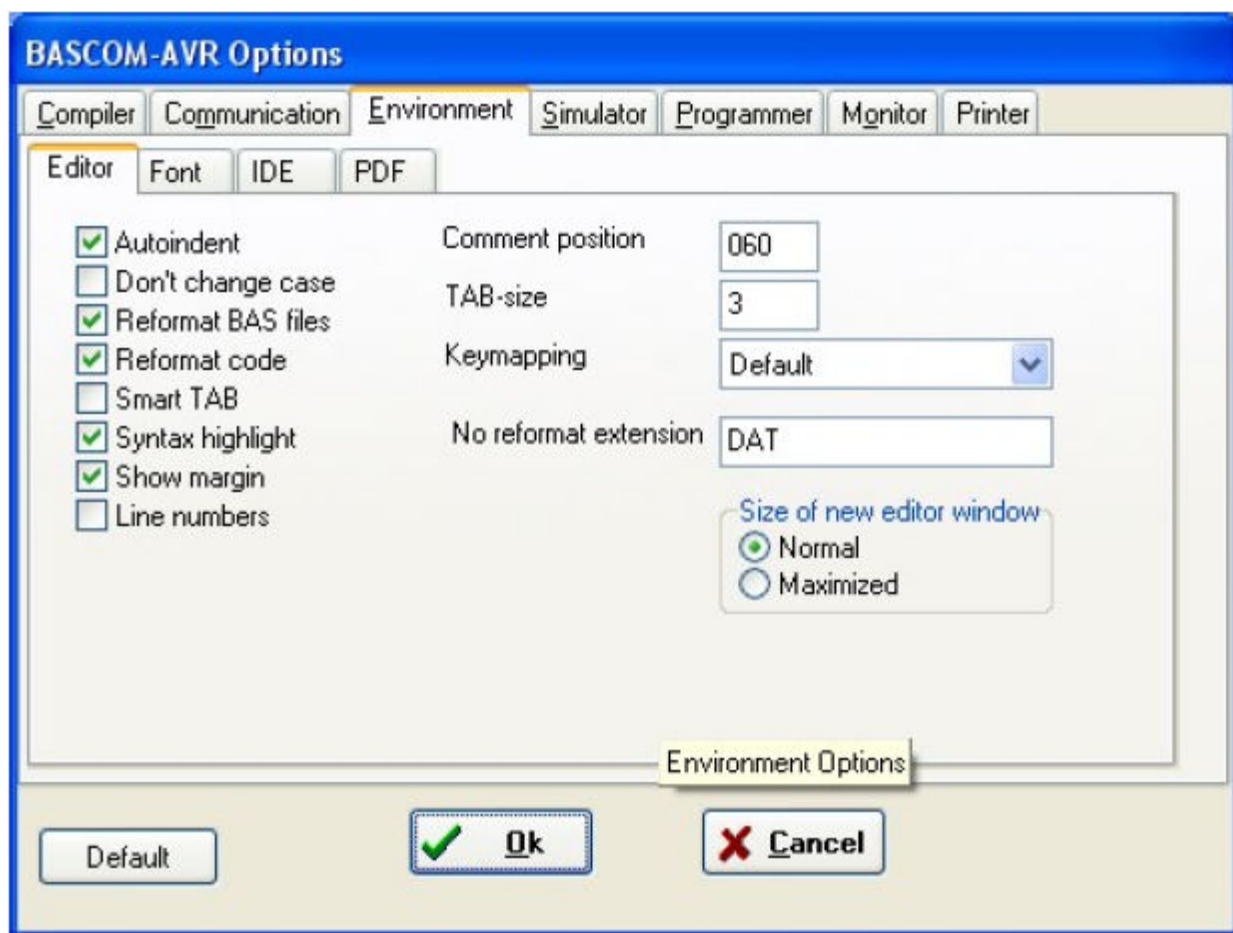 BASCOM-AVR Options
Compiler Communication Environment Simulator Programmer Monitor Printer
Editor Font IDE PDF
Autoindent
Don't change case
Reformat BAS files
Reformat code
Smart TAB
Syntax highlight
Show margin
Line numbers
Comment position 060
TAB-size 3
Keymapping Default
No reformat extension DAT
Size of new editor window
Normal
Maximized
Environment Options
Default Ok Cancel